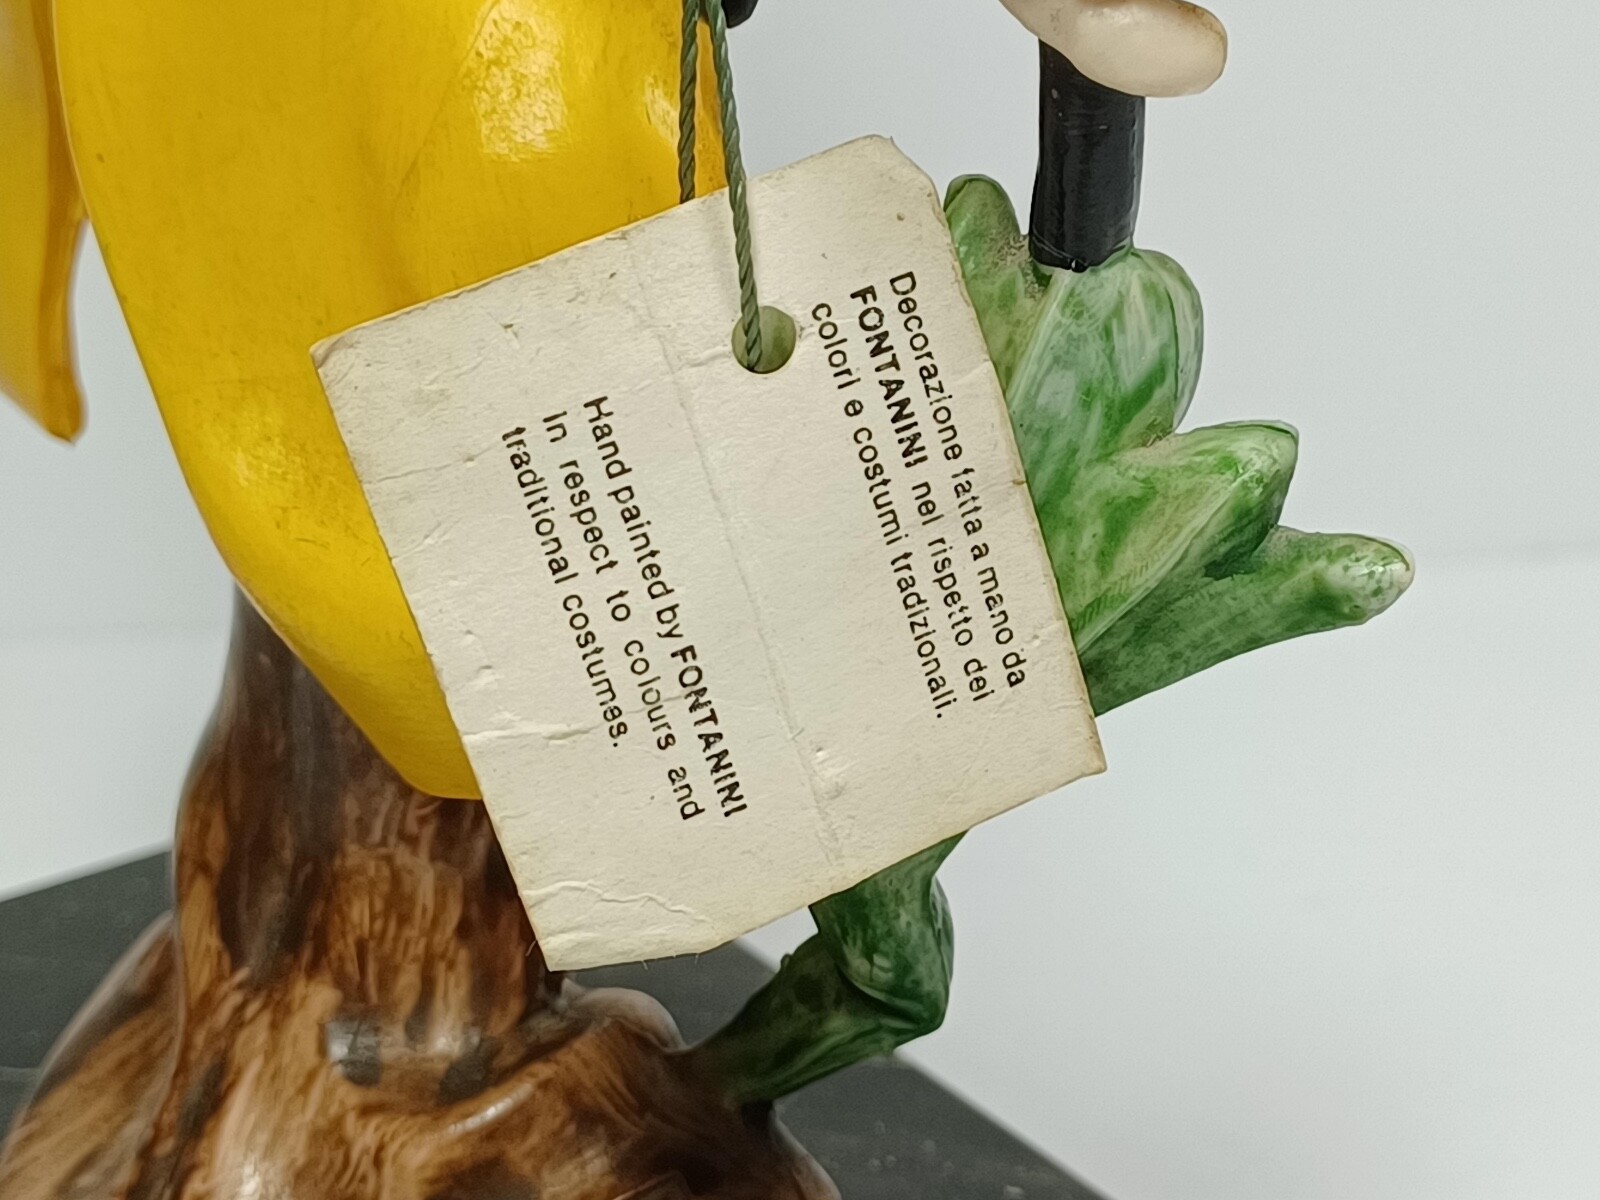 Decorazione fatta a mano da
FONTANINI nel rispetto dei
colori e costumi tradizionali.
Hand painted by FONTANINI
in respect to colours and
traditional costumes.